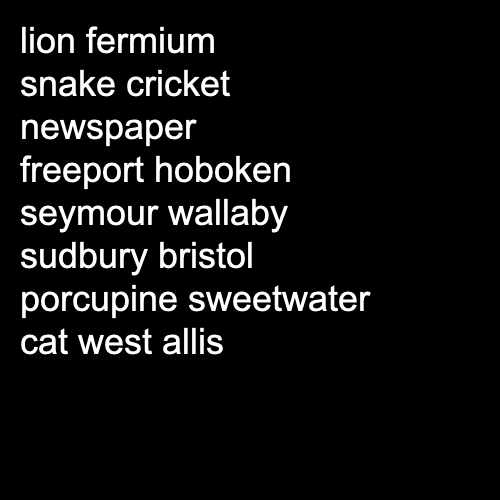 lion fermium
snake cricket
newspaper
freeport hoboken
seymour wallaby
sudbury bristol
porcupine sweetwater
cat west allis